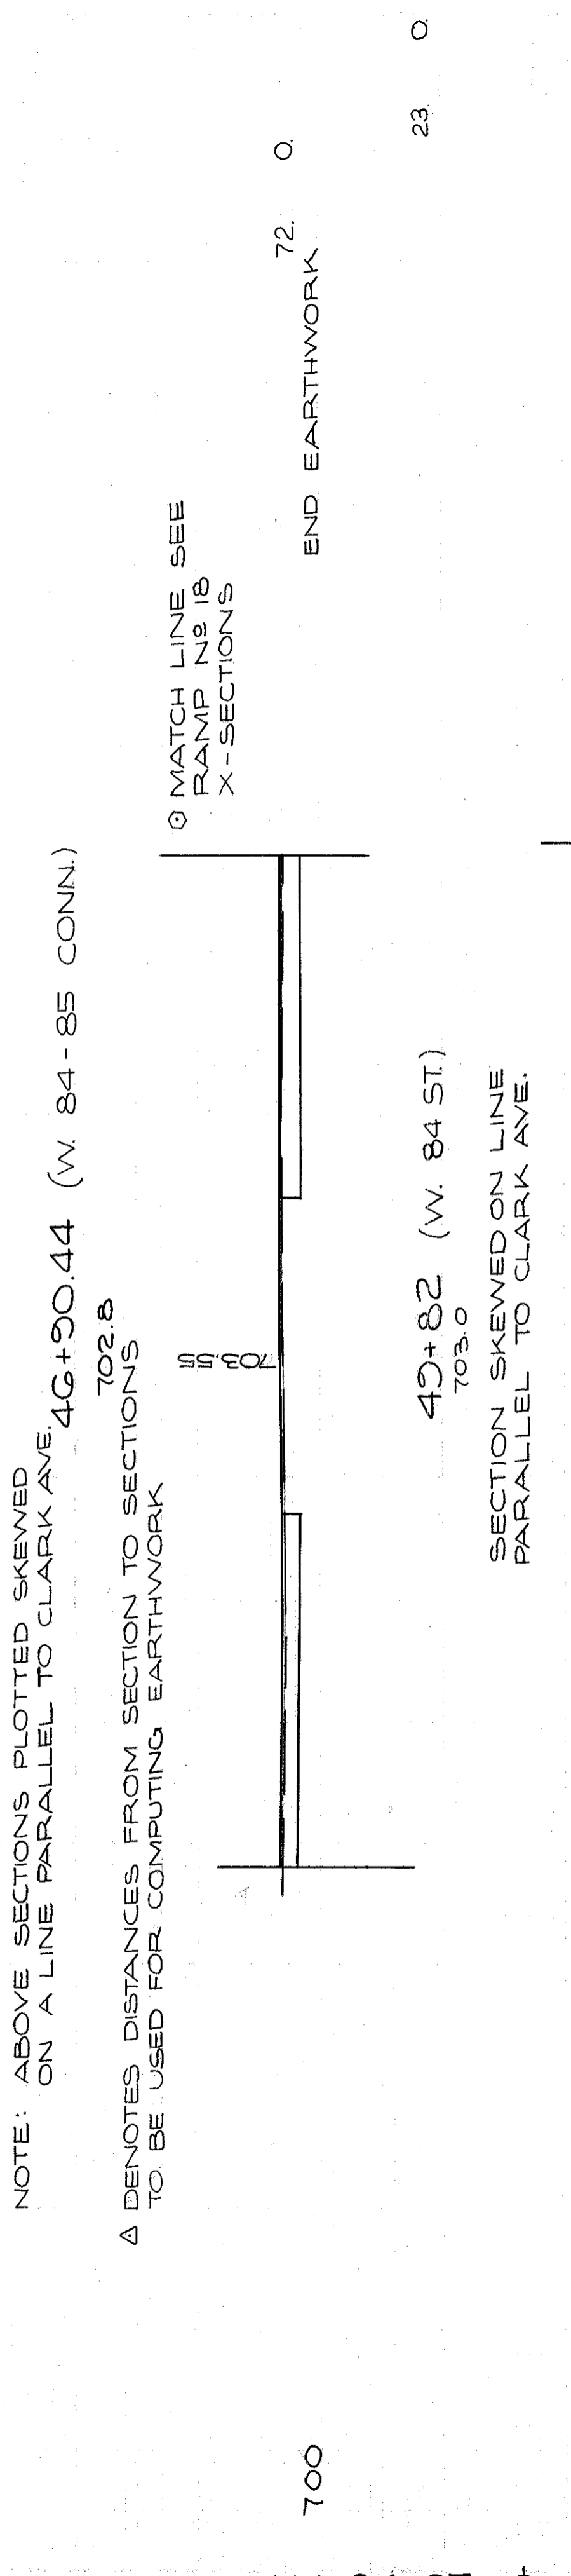 NOTE: ABOVE SECTIONS PLOTTED SKEWED
ON A LINE PARALLEL TO CLARK AVE.
46+90.44 (W. 84-85 CONN.)
702.8
△ DENOTES DISTANCES FROM SECTION TO SECTIONS
TO BE USED FOR COMPUTING EARTHWORK
MATCH LINE SEE
RAMP Nº 18
X-SECTIONS
703.55
72. 0.
END EARTHWORK
700
23. 0.
49+82 (W. 84 ST.)
703.0
SECTION SKEWED ON LINE
PARALLEL TO CLARK AVE.